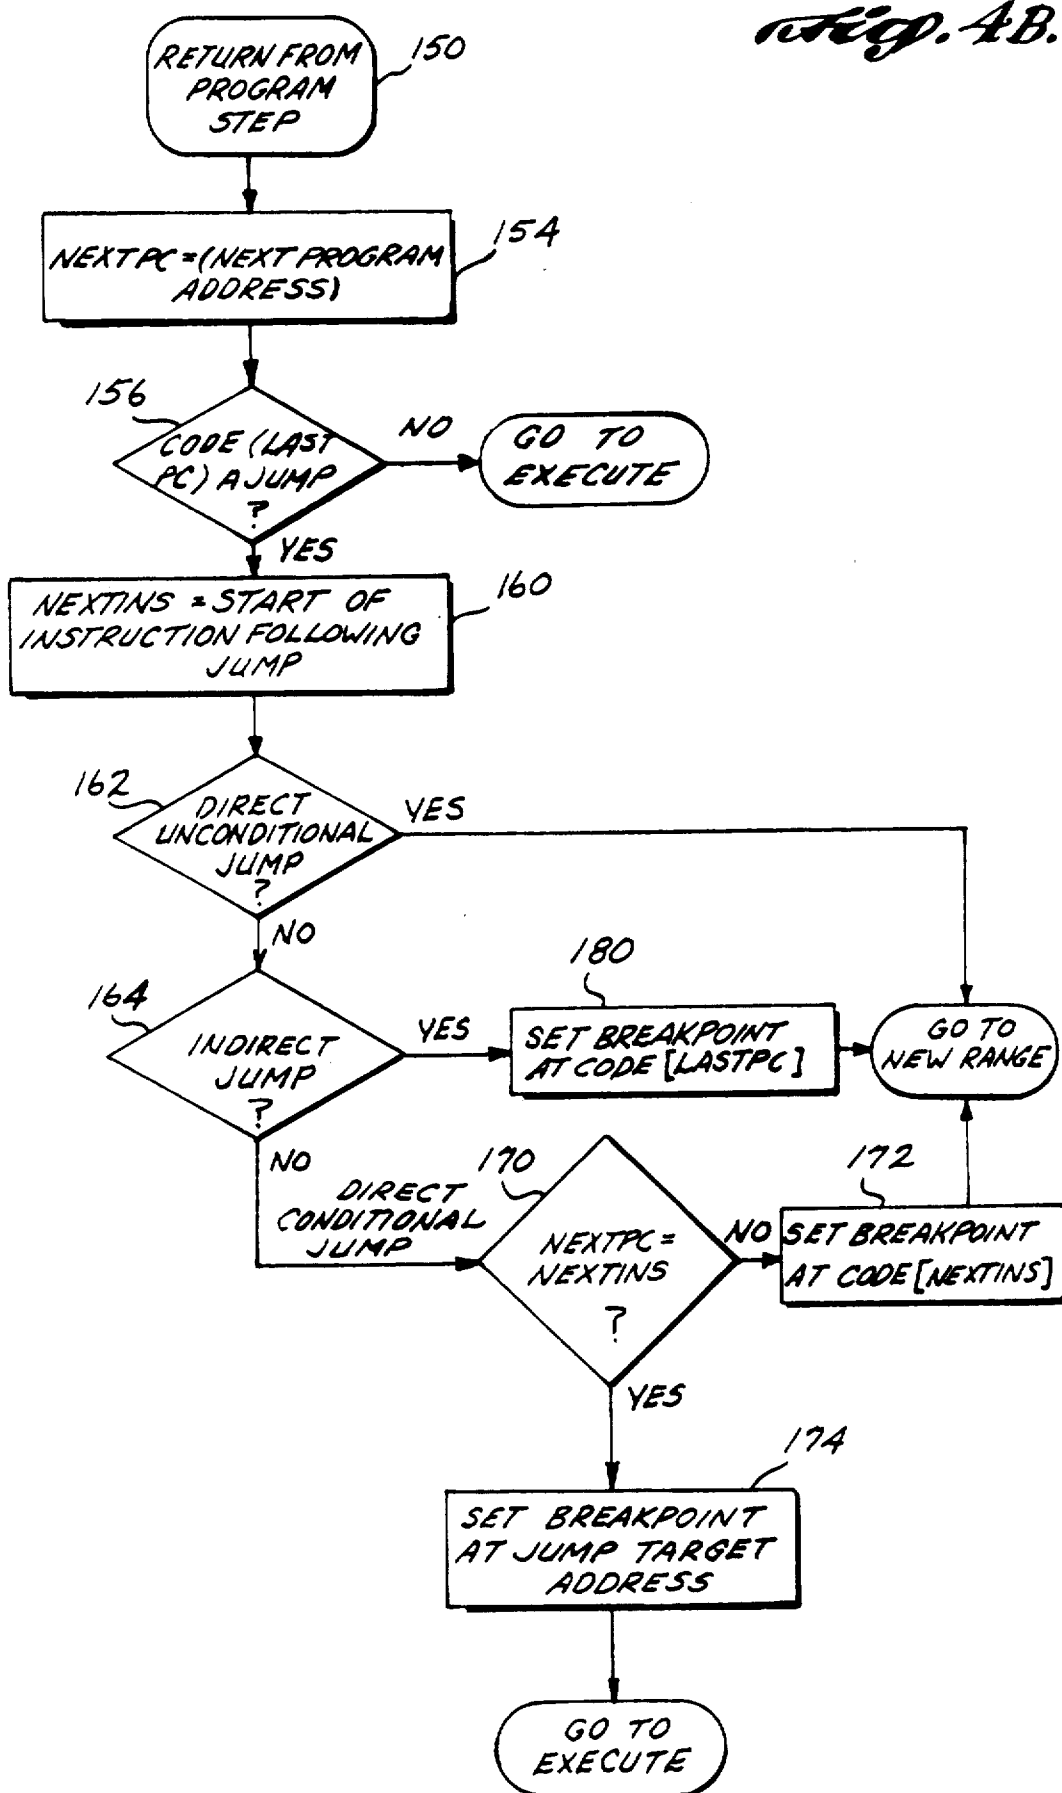 Fig. 4B.
RETURN FROM
PROGRAM
STEP
150
NEXTPC=(NEXT PROGRAM
ADDRESS)
154
156
CODE (LAST
PC) A JUMP
?
NO
GO TO
EXECUTE
YES
NEXTINS = START OF
INSTRUCTION FOLLOWING
JUMP
160
162
DIRECT
UNCONDITIONAL
JUMP
?
YES
NO
164
INDIRECT
JUMP
?
YES
180
SET BREAKPOINT
AT CODE [LASTPC]
GO TO
NEW RANGE
NO
DIRECT
CONDITIONAL
JUMP
170
NEXTPC=
NEXTINS
?
NO
172
SET BREAKPOINT
AT CODE [NEXTINS]
YES
174
SET BREAKPOINT
AT JUMP TARGET
ADDRESS
GO TO
EXECUTE